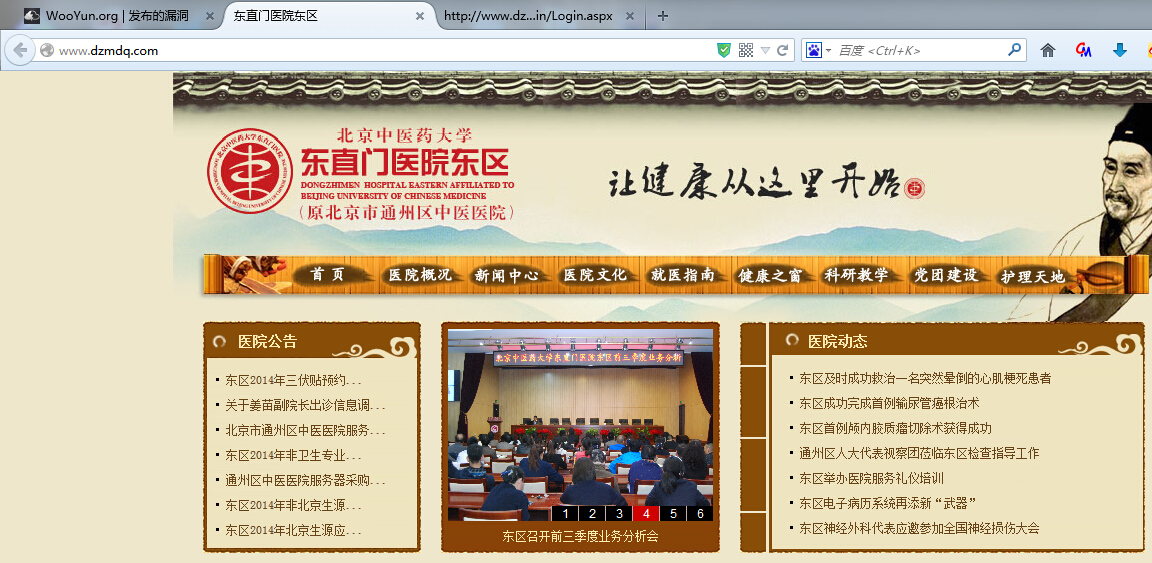 WooYun.org | 发布的漏洞
东直门医院东区
http://www.dz...in/Login.aspx
www.dzmdq.com
百度 <Ctrl+K>
北京中医药大学
东直门医院东区
DONGZHIMEN HOSPITAL EASTERN AFFILIATED TO
BEIJING UNIVERSITY OF CHINESE MEDICINE
(原北京市通州区中医医院)
让健康从这里开始
首页 医院概况 新闻中心 医院文化 就医指南 健康之窗 科研教学 党团建设 护理天地
医院公告
东区2014年三伏贴预约...
关于姜苗副院长出诊信息调...
北京市通州区中医医院服务...
东区2014年非卫生专业...
通州区中医医院服务器采购...
东区2014年非北京生源...
东区2014年北京生源应...
北京中医药大学东直门医院东区前三季度业务分析
1 2 3 4 5 6
东区召开前三季度业务分析会
医院动态
东区及时成功救治一名突然晕倒的心肌梗死患者
东区成功完成首例输尿管癌根治术
东区首例颅内胶质瘤切除术获得成功
通州区人大代表视察团莅临东区检查指导工作
东区举办医院服务礼仪培训
东区电子病历系统再添新“武器”
东区神经外科代表应邀参加全国神经损伤大会